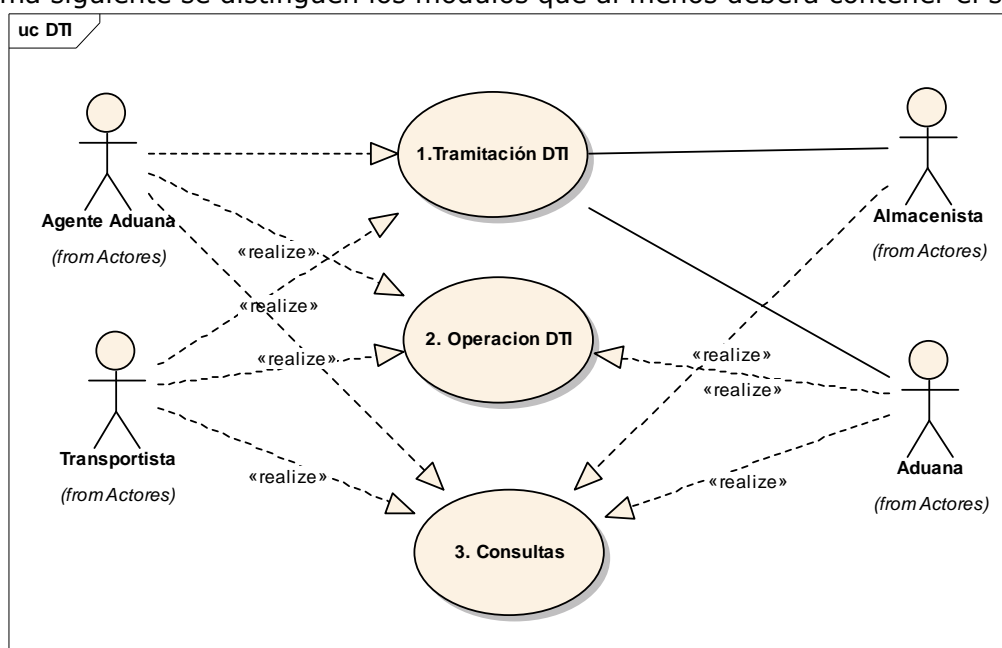 ma siguiente se distinguen los módulos que al menos deberá contener el s
uc DTI
1.Tramitación DTI
Agente Aduana
(from Actores)
Almacenista
(from Actores)
«realize»
«realize»
2. Operacion DTI
«realize»
«realize»
«realize»
Transportista
(from Actores)
Aduana
(from Actores)
«realize»
«realize»
3. Consultas